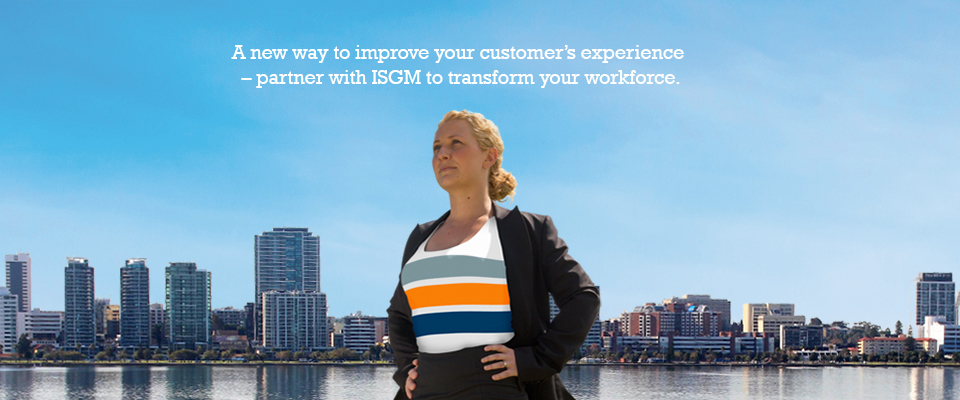 A new way to improve your customer's experience
– partner with ISGM to transform your workforce.